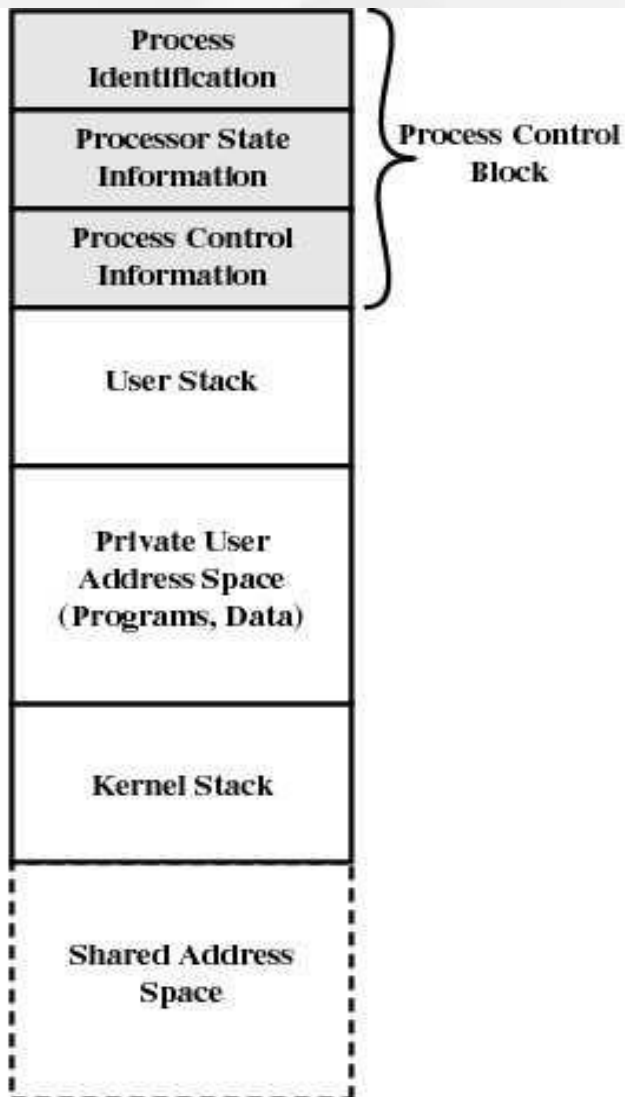 Process
Identification
Processor State
Information
Process Control
Information
Process Control
Block
User Stack
Private User
Address Space
(Programs, Data)
Kernel Stack
Shared Address
Space